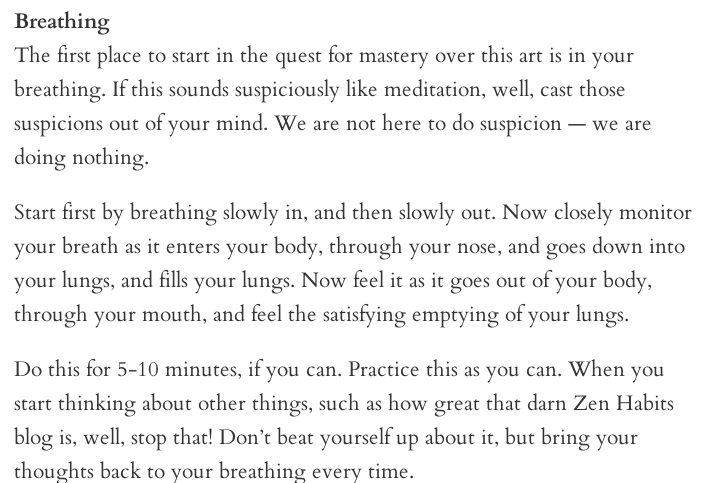 Breathing
The first place to start in the quest for mastery over this art is in your
breathing. If this sounds suspiciously like meditation, well, cast those
suspicions out of your mind. We are not here to do suspicion — we are
doing nothing.
Start first by breathing slowly in, and then slowly out. Now closely monitor
your breath as it enters your body, through your nose, and goes down into
your lungs, and fills your lungs. Now feel it as it goes out of your body,
through your mouth, and feel the satisfying emptying of your lungs.
Do this for 5-10 minutes, if you can. Practice this as you can. When you
start thinking about other things, such as how great that darn Zen Habits
blog is, well, stop that! Don’t beat yourself up about it, but bring your
thoughts back to your breathing every time.